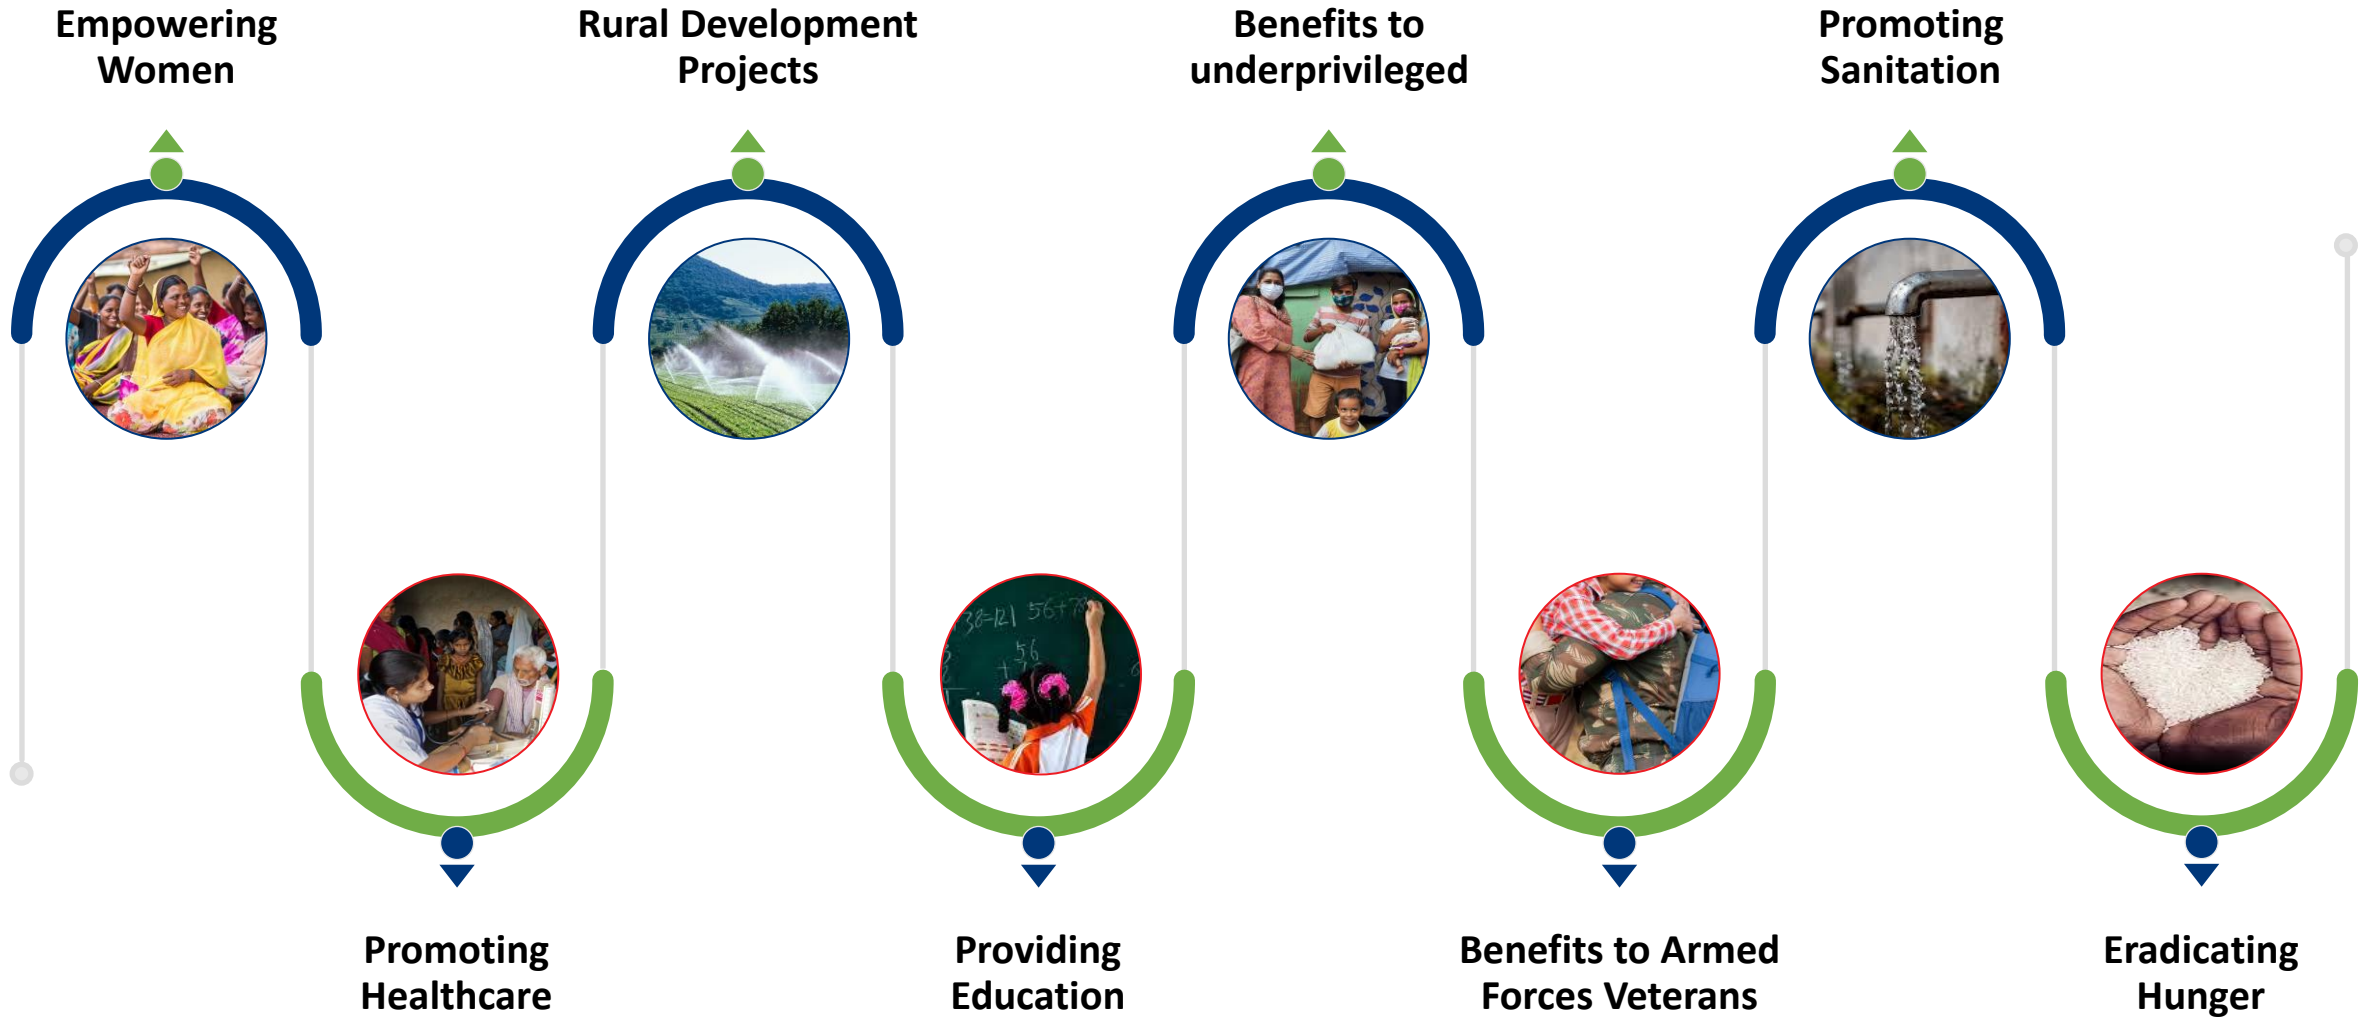 Empowering
Women
Rural Development
Projects
Benefits to
underprivileged
Promoting
Sanitation
56
Promoting
Healthcare
Providing
Education
Benefits to Armed
Forces Veterans
Eradicating
Hunger